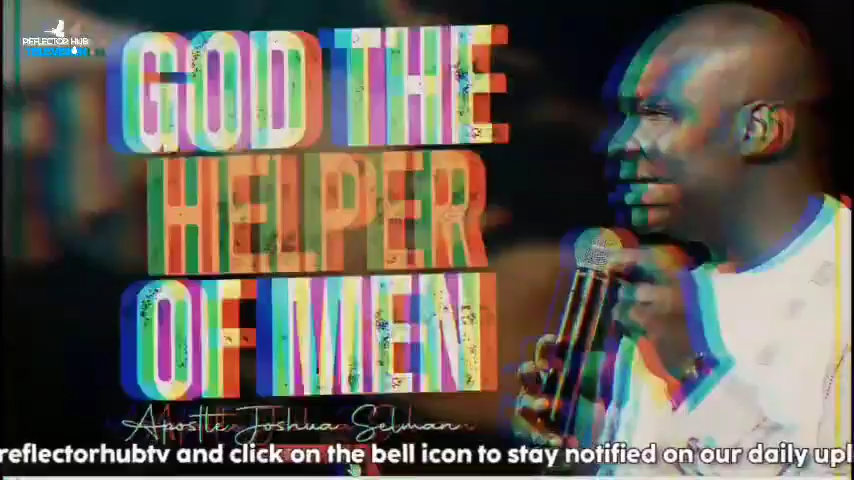 REFLECTOR HUB
GOD THE
HELPER
OF MEN
Apostle Joshua Selman
reflectorhubtv and click on the bell icon to stay notified on our daily upl